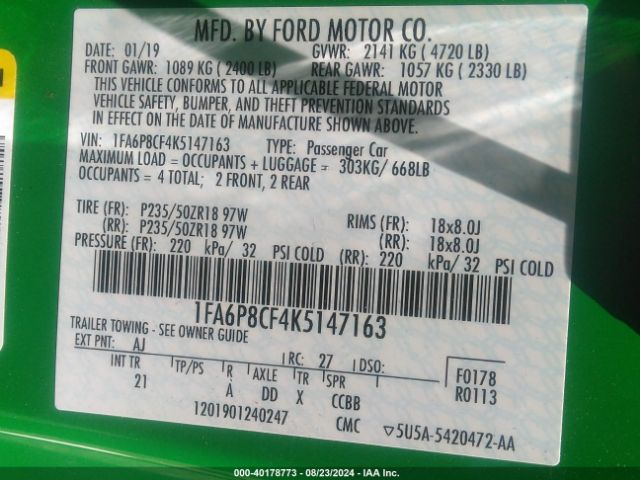 MFD. BY FORD MOTOR CO.
DATE: 01/19 GVWR: 2141 KG ( 4720 LB)
FRONT GAWR: 1089 KG ( 2400 LB) REAR GAWR: 1057 KG ( 2330 LB)
THIS VEHICLE CONFORMS TO ALL APPLICABLE FEDERAL MOTOR
VEHICLE SAFETY, BUMPER, AND THEFT PREVENTION STANDARDS
IN EFFECT ON THE DATE OF MANUFACTURE SHOWN ABOVE.
VIN: 1FA6P8CF4K5147163 TYPE: Passenger Car
MAXIMUM LOAD = OCCUPANTS + LUGGAGE = 303KG/ 668LB
OCCUPANTS = 4 TOTAL; 2 FRONT, 2 REAR
TIRE (FR): P235/50ZR18 97W RIMS (FR): 18x8.0J
(RR): P235/50ZR18 97W (RR): 18x8.0J
PRESSURE (FR): 220 kPa/ 32 PSI COLD (RR): 220 kPa/ 32 PSI COLD
1FA6P8CF4K5147163
TRAILER TOWING - SEE OWNER GUIDE
EXT PNT: AJ RC: 27 DSO: F0178
INT TR TP/PS R AXLE TR SPR R0113
21 A DD X CCBB
1201901240247 CMC ▽5U5A-5420472-AA
000-40178773 - 08/23/2024 - IAA Inc.